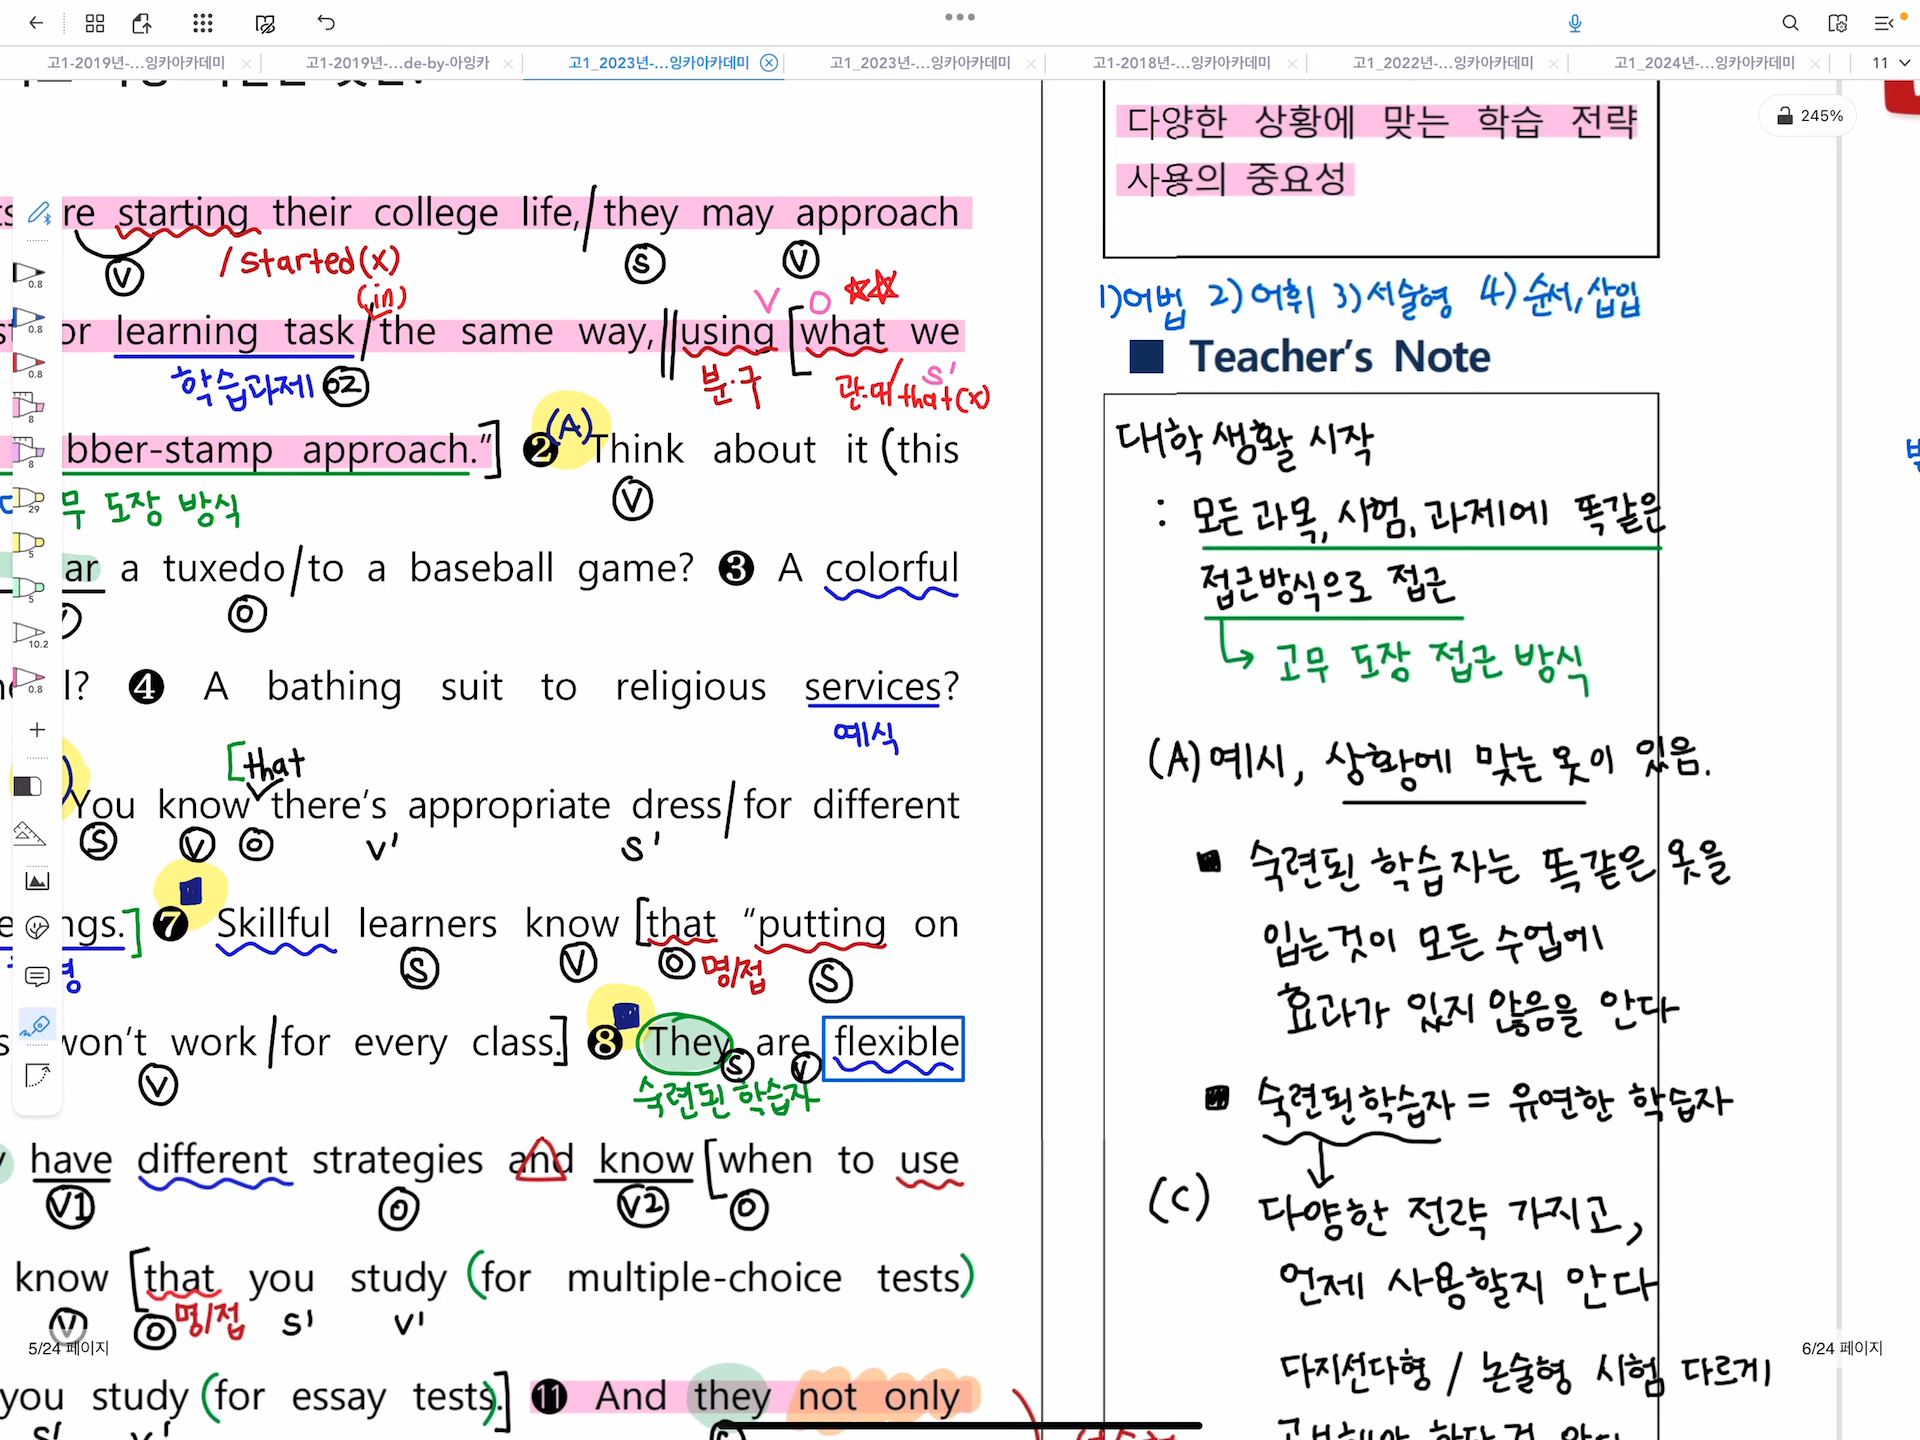 고1-2019년-...잉카아카데미
고1-2019년-...de-by-아잉카
고1_2023년-...잉카아카데미
고1_2023년-...잉카아카데미
고1-2018년-...잉카아카데미
고1_2022년-...잉카아카데미
고1_2024년-...잉카아카데미
11
245%
re starting their college life, they may approach
V
/ started(x)
S
V
(in)
V O
or learning task the same way, using [what we
학습과제 02
분·구
관·대/that(x)
S'
bber-stamp approach.”] ❷ (A) Think about it (this
무 도장 방식
V
ar a tuxedo/to a baseball game? ❸ A colorful
O
l? ❹ A bathing suit to religious services?
예식
[that
You know there’s appropriate dress/for different
S V O V' S'
ngs.] ❼ Skillful learners know [that “putting on
S V O 명/접 S
won’t work/for every class.] ❽ They are flexible
V
S V
숙련된 학습자
have different strategies and know [when to use
V1 O V2 O
know [that you study (for multiple-choice tests)
V O 명/접 S' V'
5/24 페이지
you study (for essay tests).] ⓫ And they not only
S' V'
다양한 상황에 맞는 학습 전략
사용의 중요성
1)어법 2)어휘 3)서술형 4)순서,삽입
Teacher’s Note
대학 생활 시작
: 모든 과목, 시험, 과제에 똑같은
접근방식으로 접근
↳ 고무 도장 접근 방식
(A) 예시, 상황에 맞는 옷이 있음.
■ 숙련된 학습자는 똑같은 옷을
입는것이 모든 수업에
효과가 있지 않음을 안다
■ 숙련된학습자 = 유연한 학습자
(C) 다양한 전략 가지고,
언제 사용할지 안다
6/24 페이지
다지선다형 / 논술형 시험 다르게